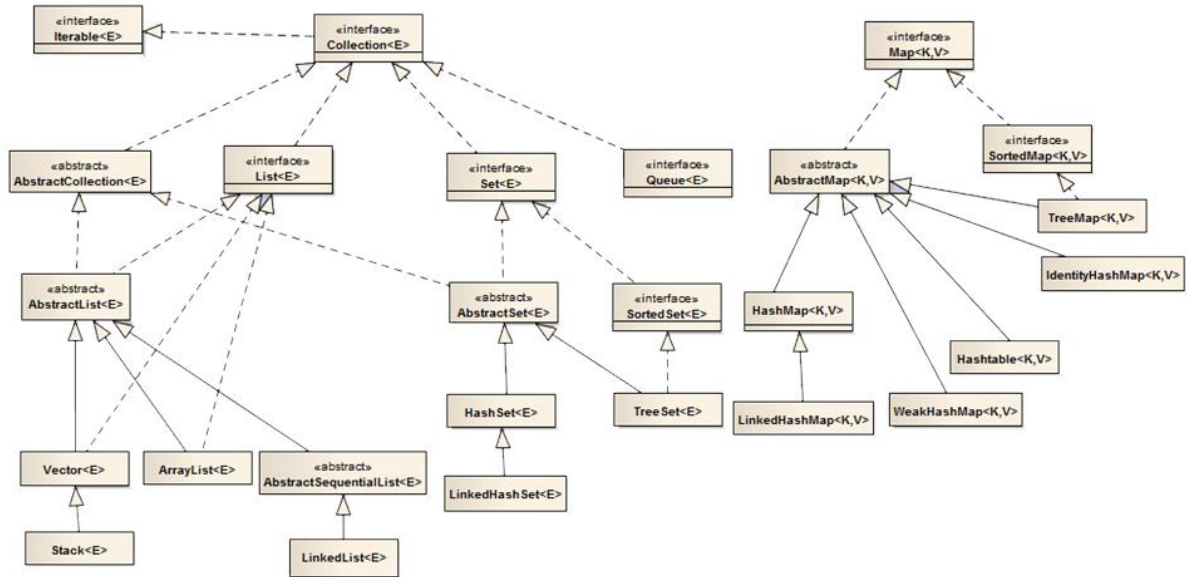 «interface»
Iterable<E>
«interface»
Collection<E>
«interface»
Map<K,V>
«abstract»
AbstractCollection<E>
«interface»
List<E>
«interface»
Set<E>
«interface»
Queue<E>
«abstract»
AbstractMap<K,V>
«interface»
SortedMap<K,V>
TreeMap<K,V>
IdentityHashMap<K,V>
«abstract»
AbstractList<E>
«abstract»
AbstractSet<E>
«interface»
SortedSet<E>
«interface»
HashMap<K,V>
Hashtable<K,V>
HashSet<E>
TreeSet<E>
LinkedHashMap<K,V>
WeakHashMap<K,V>
Vector<E>
ArrayList<E>
«abstract»
AbstractSequentialList<E>
LinkedHashSet<E>
Stack<E>
LinkedList<E>